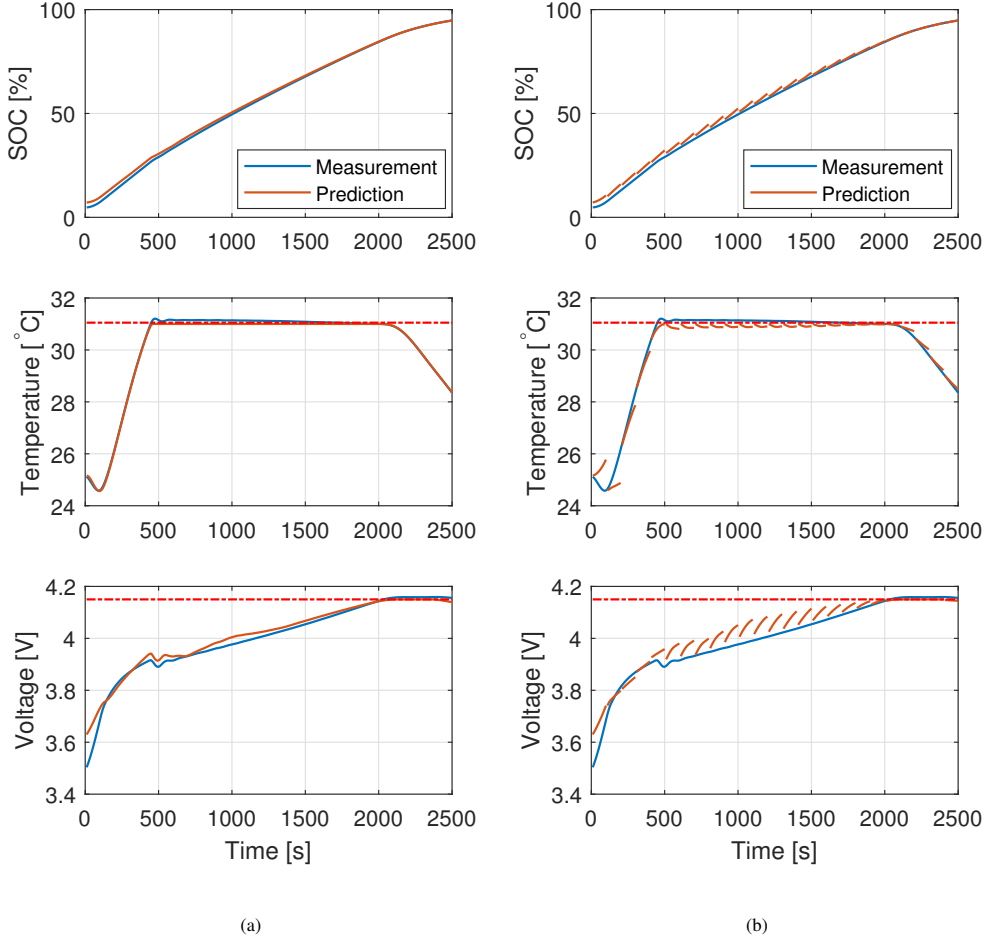 100
50
0
SOC [%]
Measurement
Prediction
0 500 1000 1500 2000 2500
100
50
0
SOC [%]
Measurement
Prediction
0 500 1000 1500 2000 2500
32
30
28
26
24
Temperature [°C]
0 500 1000 1500 2000 2500
32
30
28
26
24
Temperature [°C]
0 500 1000 1500 2000 2500
4.2
4
3.8
3.6
3.4
Voltage [V]
0 500 1000 1500 2000 2500
Time [s]
4.2
4
3.8
3.6
3.4
Voltage [V]
0 500 1000 1500 2000 2500
Time [s]
(a)
(b)